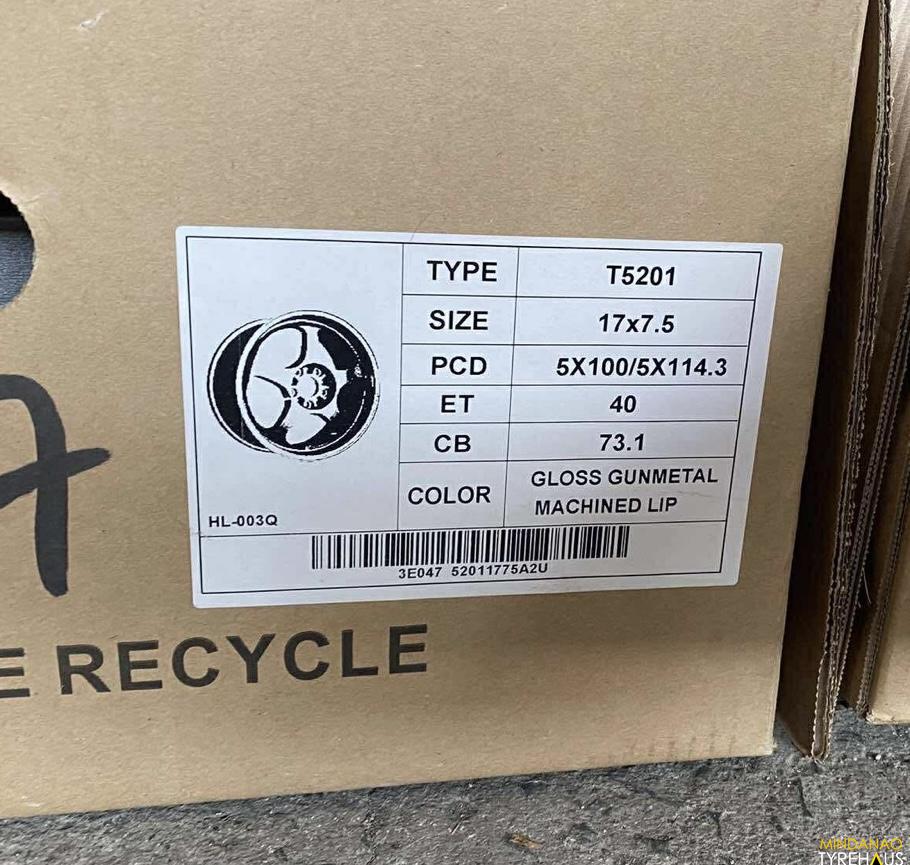 TYPE T5201
SIZE 17x7.5
PCD 5X100/5X114.3
ET 40
CB 73.1
COLOR GLOSS GUNMETAL
MACHINED LIP
HL-003Q
3E047 52011775A2U
E RECYCLE
MINDANAO
TYREHAUS